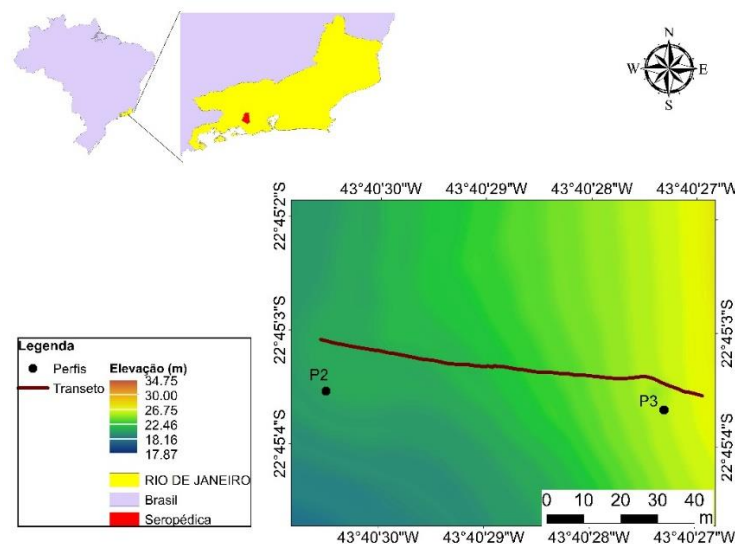 N
W E
S
43°40'30"W 43°40'29"W 43°40'28"W 43°40'27"W
22°45'2"S
22°45'3"S 22°45'3"S
22°45'4"S 22°45'4"S
P2
P3
0 10 20 30 40
m
43°40'30"W 43°40'29"W 43°40'28"W 43°40'27"W
Legenda
Perfis
Transeto
Elevação (m)
34.75
30.00
26.75
22.46
18.16
17.87
RIO DE JANEIRO
Brasil
Seropédica